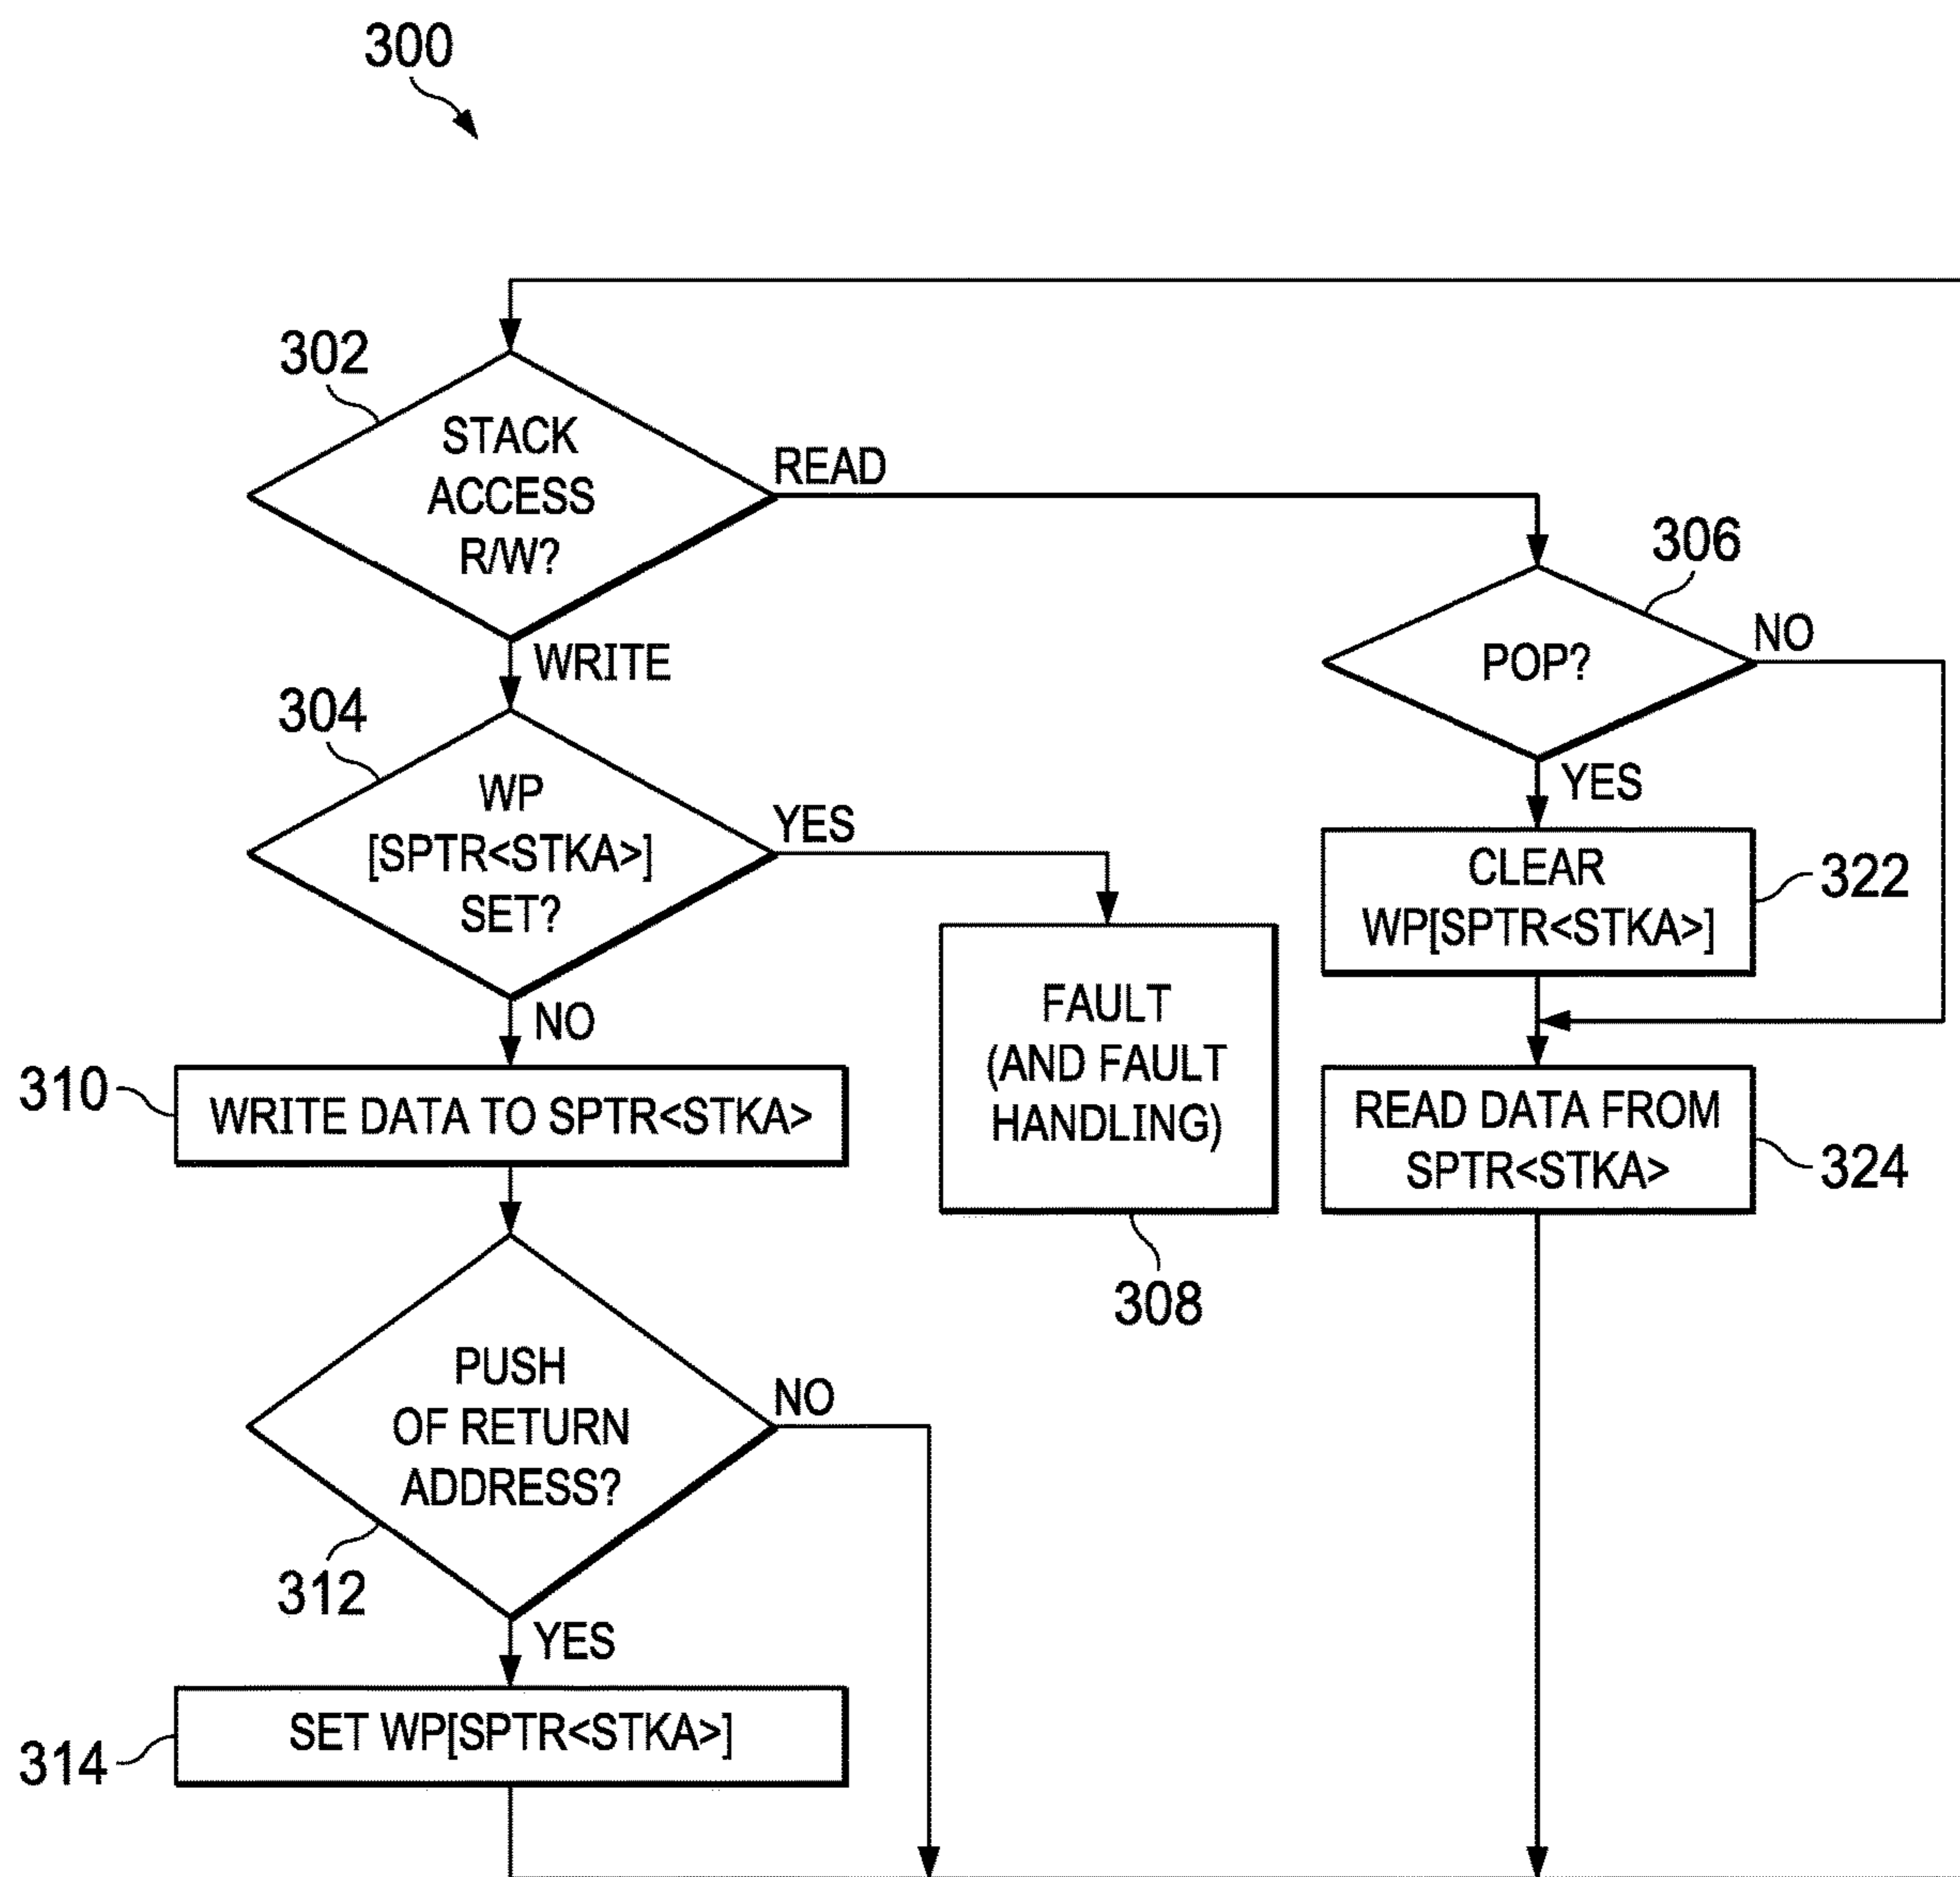 300
302
STACK
ACCESS
R/W?
READ
WRITE
306
POP?
NO
YES
304
WP
[SPTR<STKA>]
SET?
YES
NO
CLEAR
WP[SPTR<STKA>]
322
FAULT
(AND FAULT
HANDLING)
308
310
WRITE DATA TO SPTR<STKA>
READ DATA FROM
SPTR<STKA>
324
PUSH
OF RETURN
ADDRESS?
NO
312
YES
314
SET WP[SPTR<STKA>]